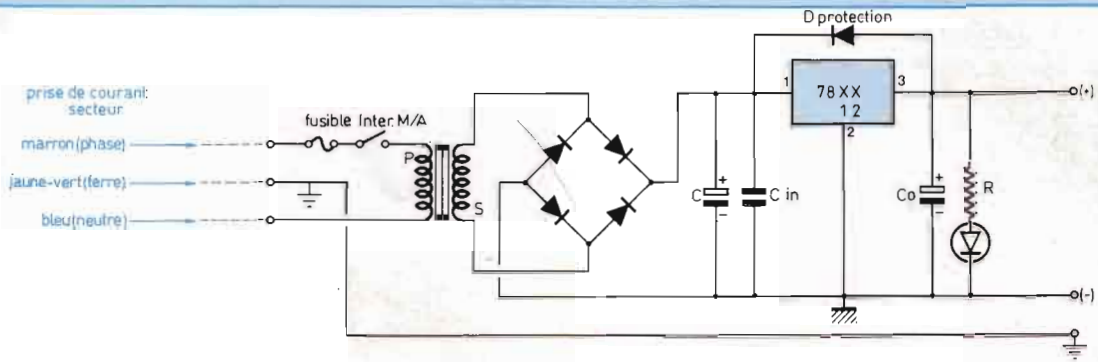 D protection
prise de courant:
secteur
fusible Inter. M/A
marron(phase)
jaune-vert(ferre)
bleu(neutre)
P
S
C
+
−
C in
1
78XX
12
3
2
Co
+
−
R
(+)
(-)